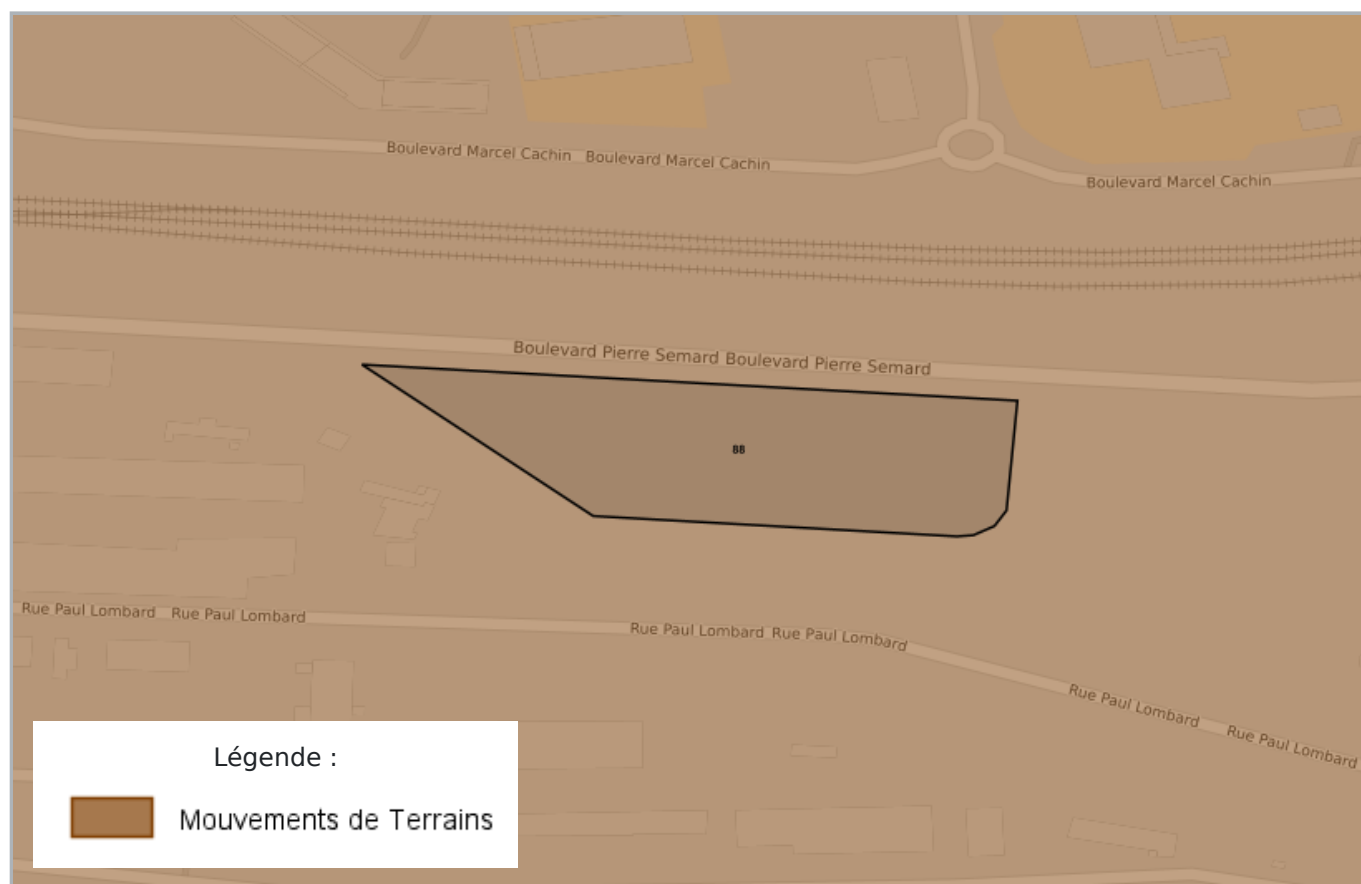 Boulevard Marcel Cachin Boulevard Marcel Cachin
Boulevard Marcel Cachin
Boulevard Pierre Semard Boulevard Pierre Semard
88
Rue Paul Lombard Rue Paul Lombard
Rue Paul Lombard Rue Paul Lombard
Rue Paul Lombard
Rue Paul Lombard
Légende :
Mouvements de Terrains